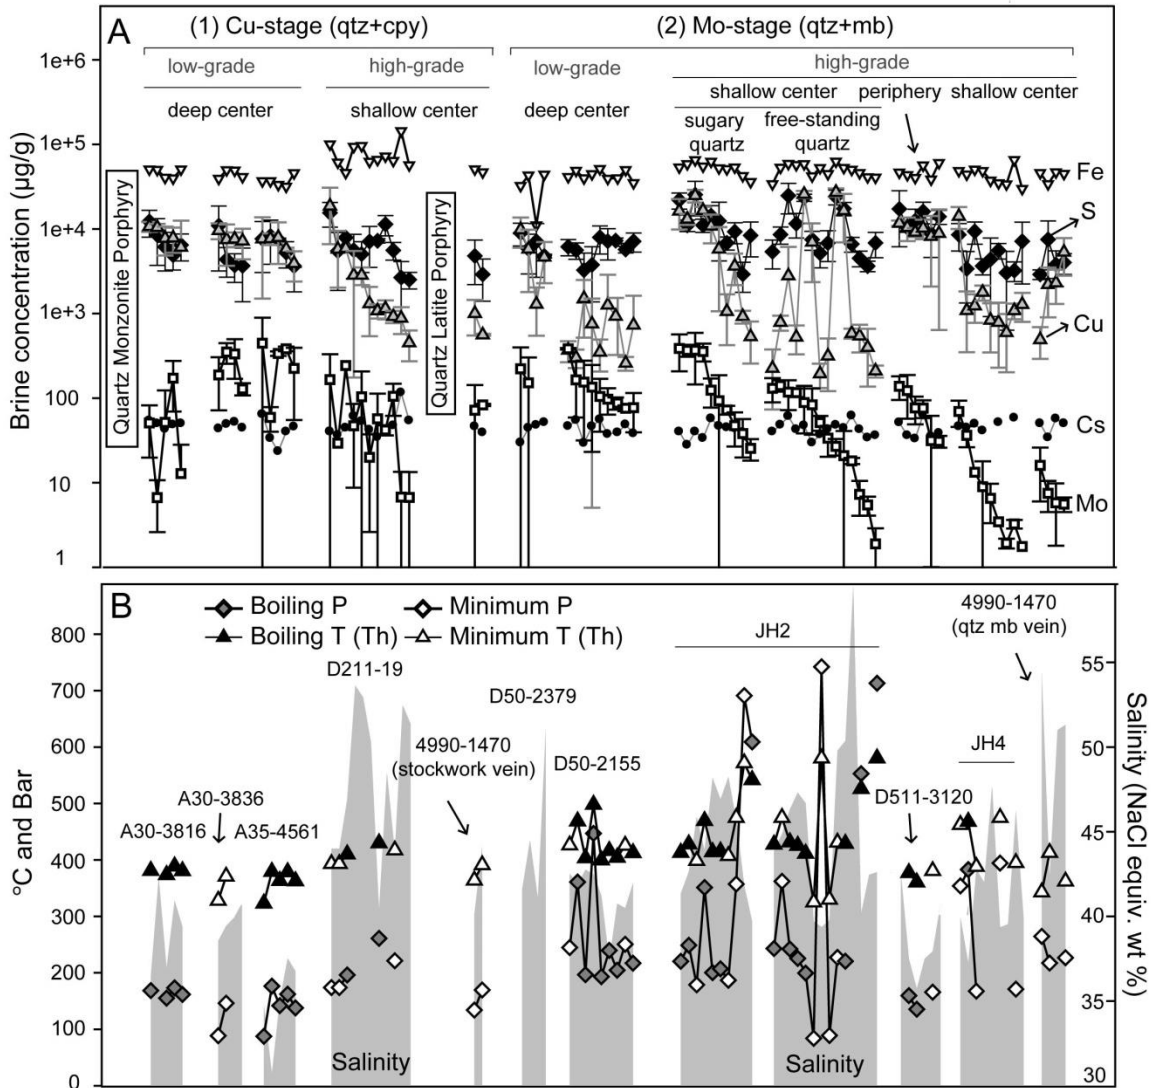 A
(1) Cu-stage (qtz+cpy)
(2) Mo-stage (qtz+mb)
low-grade
high-grade
low-grade
high-grade
deep center
shallow center
deep center
shallow center
periphery
shallow center
sugary
quartz
free-standing
quartz
Brine concentration (µg/g)
1e+6
1e+5
1e+4
1e+3
100
10
1
Quartz Monzonite Porphyry
Quartz Latite Porphyry
Fe
S
Cu
Cs
Mo
B
Boiling P
Minimum P
Boiling T (Th)
Minimum T (Th)
°C and Bar
800
700
600
500
400
300
200
100
0
A30-3816
A30-3836
A35-4561
D211-19
4990-1470
(stockwork vein)
D50-2379
D50-2155
JH2
D511-3120
JH4
4990-1470
(qtz mb vein)
Salinity
Salinity
55
50
45
40
35
30
Salinity (NaCl equiv. wt %)